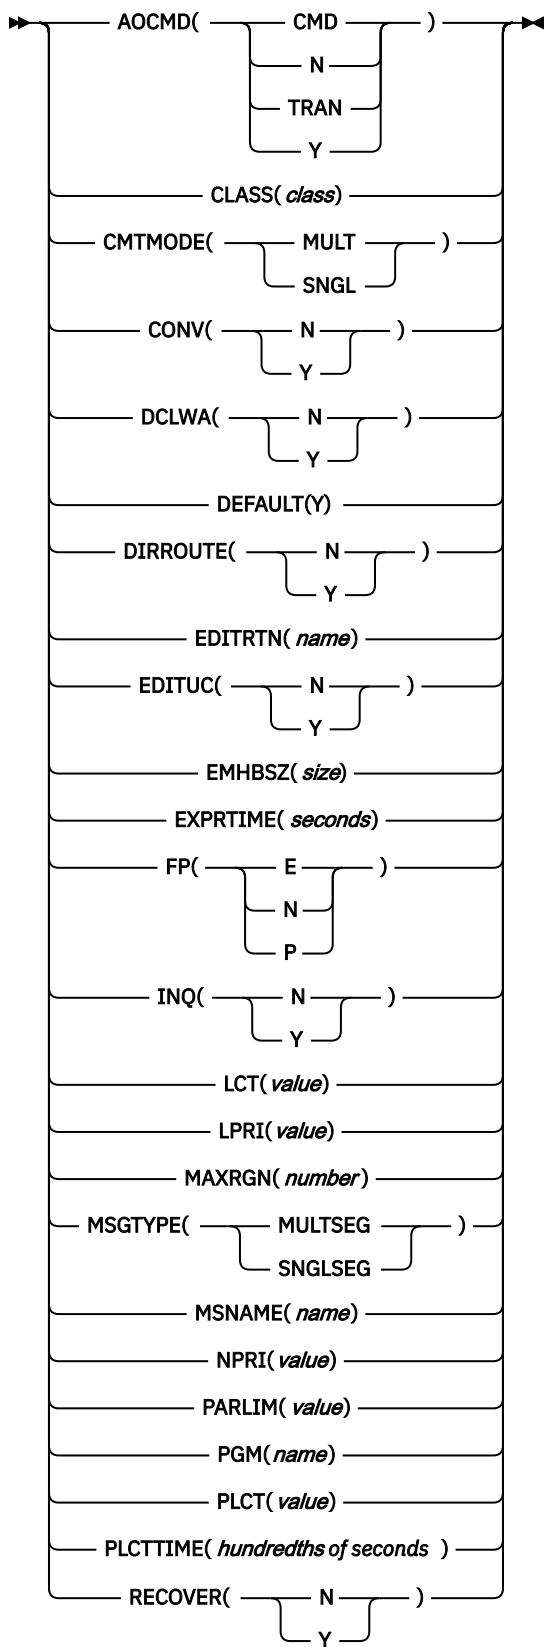 AOCMD( CMD )
N
TRAN
Y
CLASS( class)
CMTMODE( MULT )
SNGL
CONV( N )
Y
DCLWA( N )
Y
DEFAULT(Y)
DIRROUTE( N )
Y
EDITRTN( name)
EDITUC( N )
Y
EMHBSZ( size)
EXPRTIME( seconds)
FP( E )
N
P
INQ( N )
Y
LCT( value)
LPRI( value)
MAXRGN( number)
MSGTYPE( MULTSEG )
SNGLSEG
MSNAME( name)
NPRI( value)
PARLIM( value)
PGM( name)
PLCT( value)
PLCTTIME( hundredths of seconds )
RECOVER( N )
Y